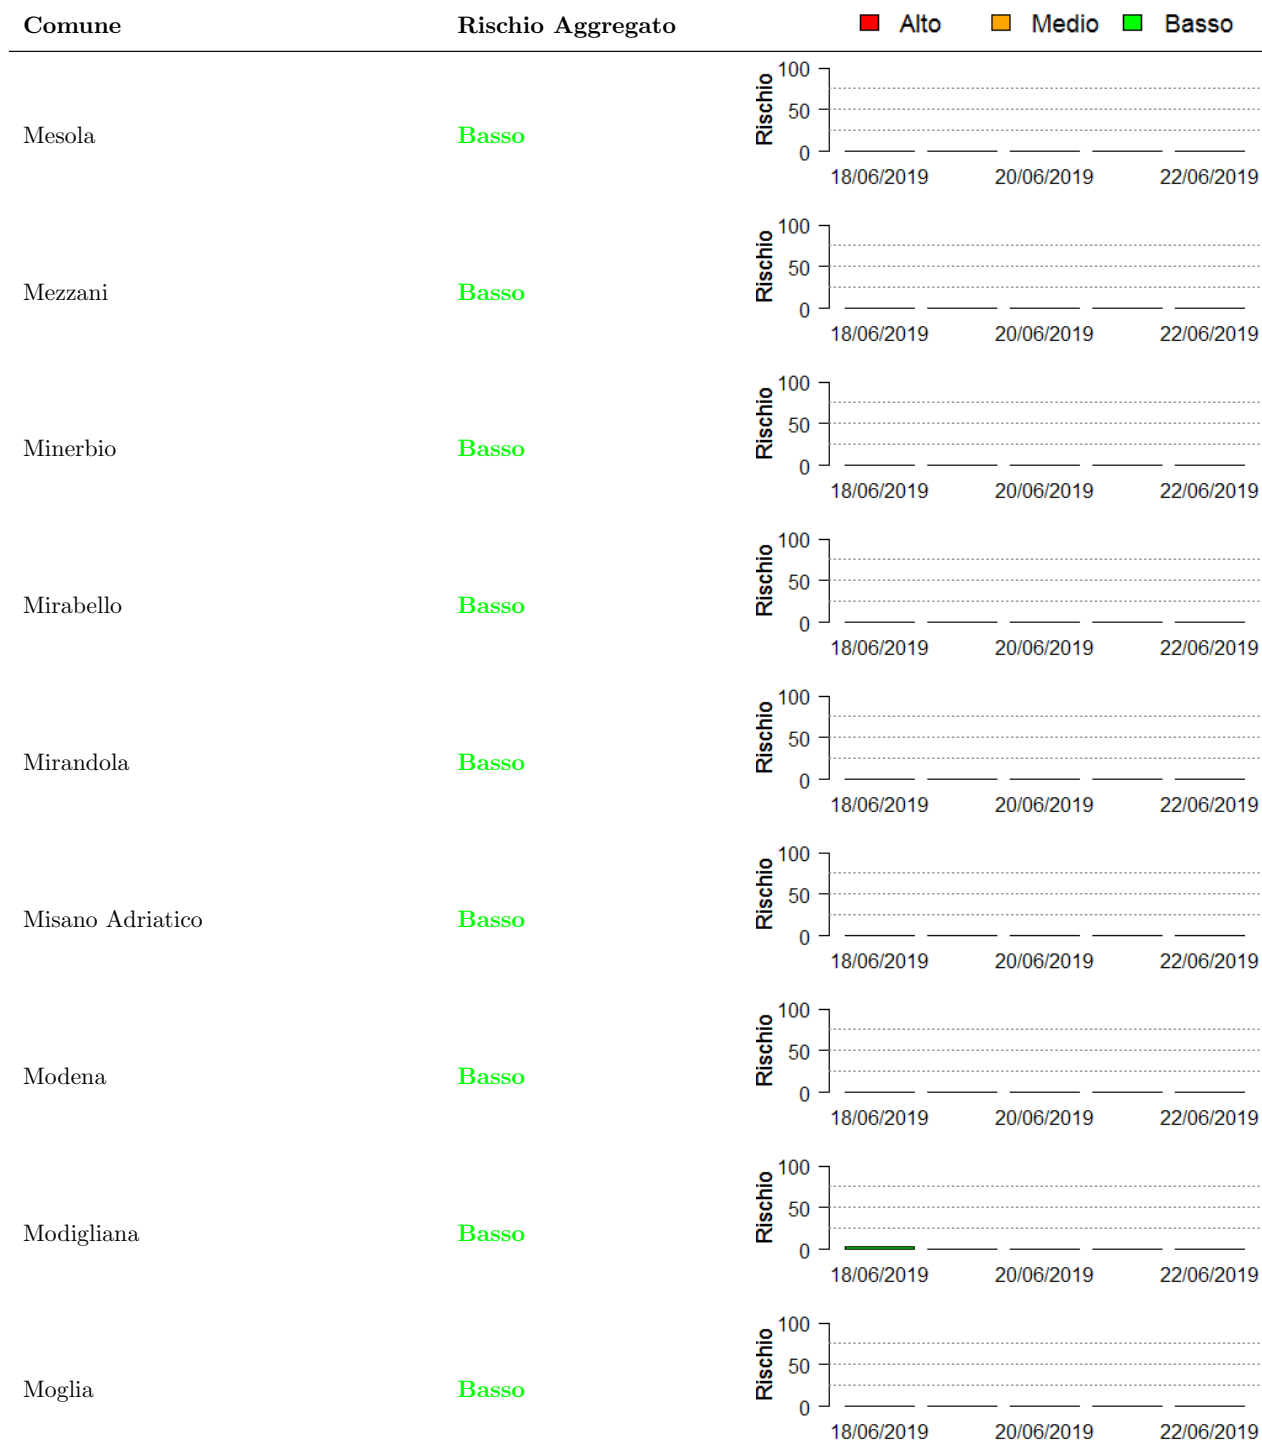 Comune Rischio Aggregato Alto Medio Basso
Mesola Basso Rischio 100 50 0
18/06/2019 20/06/2019 22/06/2019
Mezzani Basso Rischio 100 50 0
18/06/2019 20/06/2019 22/06/2019
Minerbio Basso Rischio 100 50 0
18/06/2019 20/06/2019 22/06/2019
Mirabello Basso Rischio 100 50 0
18/06/2019 20/06/2019 22/06/2019
Mirandola Basso Rischio 100 50 0
18/06/2019 20/06/2019 22/06/2019
Misano Adriatico Basso Rischio 100 50 0
18/06/2019 20/06/2019 22/06/2019
Modena Basso Rischio 100 50 0
18/06/2019 20/06/2019 22/06/2019
Modigliana Basso Rischio 100 50 0
18/06/2019 20/06/2019 22/06/2019
Moglia Basso Rischio 100 50 0
18/06/2019 20/06/2019 22/06/2019